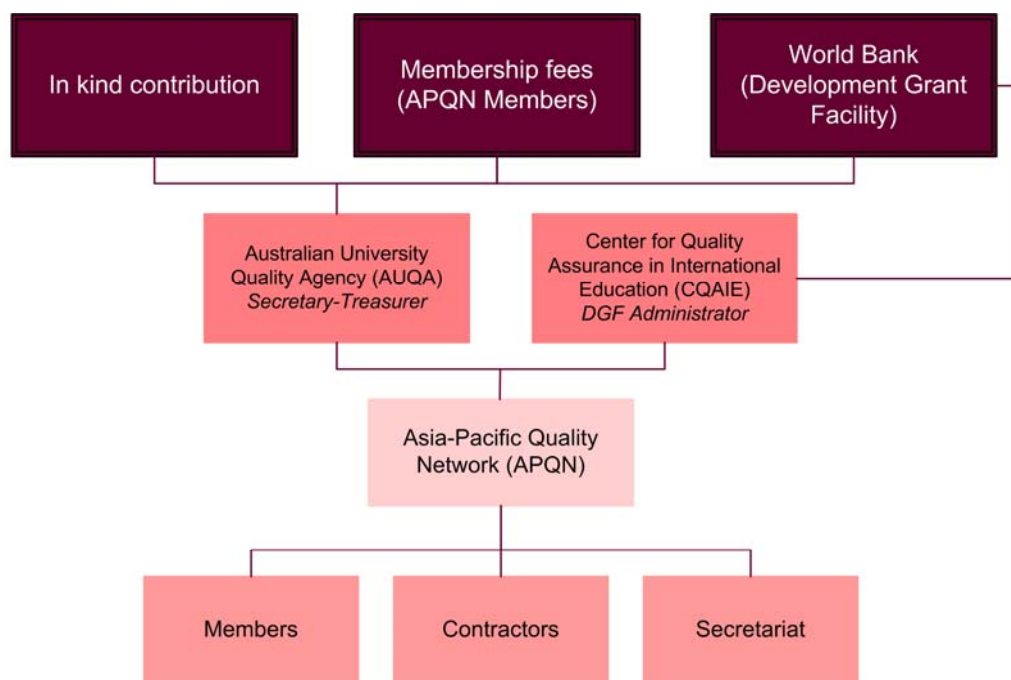 In kind contribution
Membership fees
(APQN Members)
World Bank
(Development Grant
Facility)
Australian University
Quality Agency (AUQA)
Secretary-Treasurer
Center for Quality
Assurance in International
Education (CQAIE)
DGF Administrator
Asia-Pacific Quality
Network (APQN)
Members
Contractors
Secretariat